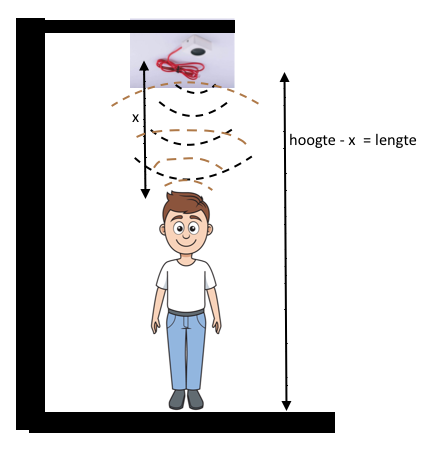 x
hoogte - x = lengte